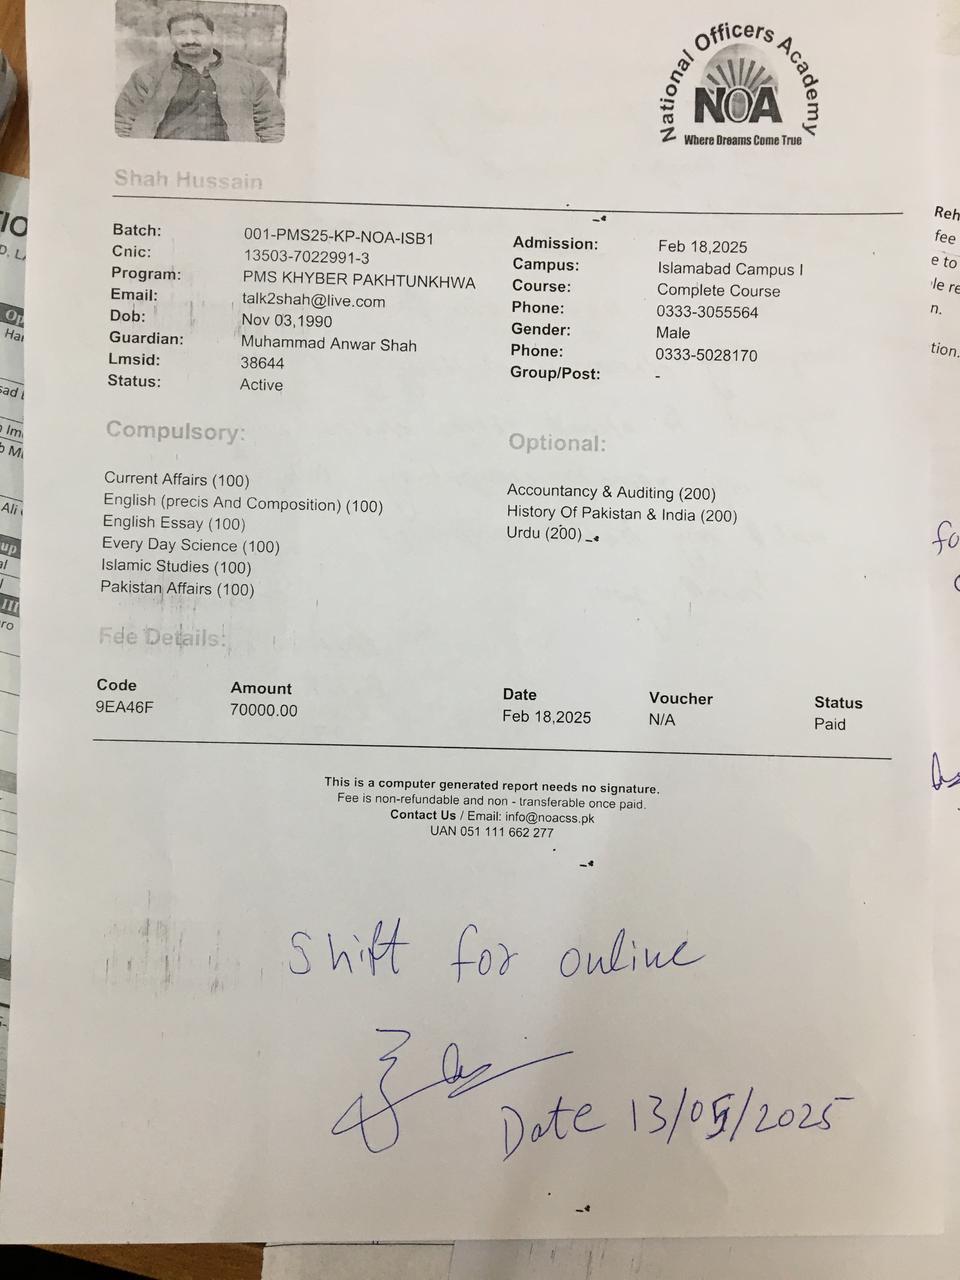 National Officers Academy
NOA
Where Dreams Come True
Shah Hussain
Batch: 001-PMS25-KP-NOA-ISB1
Cnic: 13503-7022991-3
Program: PMS KHYBER PAKHTUNKHWA
Email: talk2shah@live.com
Dob: Nov 03,1990
Guardian: Muhammad Anwar Shah
Lmsid: 38644
Status: Active
Admission: Feb 18,2025
Campus: Islamabad Campus I
Course: Complete Course
Phone: 0333-3055564
Gender: Male
Phone: 0333-5028170
Group/Post: -
Compulsory:
Current Affairs (100)
English (precis And Composition) (100)
English Essay (100)
Every Day Science (100)
Islamic Studies (100)
Pakistan Affairs (100)
Optional:
Accountancy & Auditing (200)
History Of Pakistan & India (200)
Urdu (200)
Fee Details:
Code Amount Date Voucher Status
9EA46F 70000.00 Feb 18,2025 N/A Paid
This is a computer generated report needs no signature.
Fee is non-refundable and non - transferable once paid.
Contact Us / Email: info@noacss.pk
UAN 051 111 662 277
Shift for online
Date 13/05/2025
Reh
fee
e to
le re
n.
tion.
fo